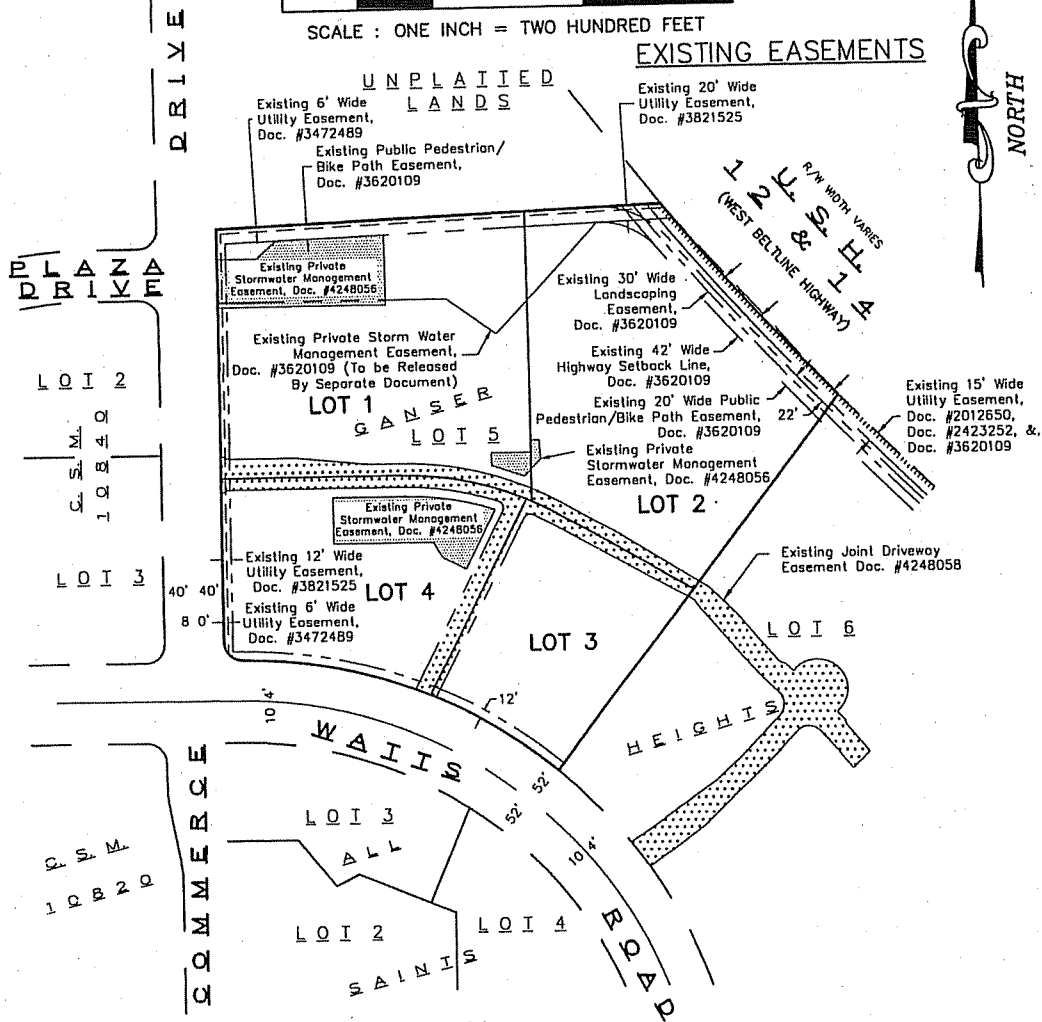 DRIVE
SCALE : ONE INCH = TWO HUNDRED FEET
EXISTING EASEMENTS
NORTH
UNPLATTED
LANDS
Existing 6' Wide
Utility Easement,
Doc. #3472489
Existing Public Pedestrian/
Bike Path Easement,
Doc. #3620109
Existing 20' Wide
Utility Easement,
Doc. #3821525
R/W WIDTH VARIES
U. S. H.
12 & 14
(WEST BELTLINE HIGHWAY)
PLAZA
DRIVE
Existing Private
Stormwater Management
Easement, Doc. #4248056
Existing 30' Wide
Landscaping
Easement,
Doc. #3620109
Existing Private Storm Water
Management Easement,
Doc. #3620109 (To be Released
By Separate Document)
Existing 42' Wide
Highway Setback Line,
Doc. #3620109
LOT 2
LOT 1
GANSER
LOT 5
Existing 20' Wide Public
Pedestrian/Bike Path Easement,
Doc. #3620109
22'
Existing 15' Wide
Utility Easement,
Doc. #2012650,
Doc. #2423252, &
Doc. #3620109
C. S. M.
10840
Existing Private
Stormwater Management
Easement, Doc. #4248056
LOT 2
Existing Private
Stormwater Management
Easement, Doc. #4248056
Existing Joint Driveway
Easement Doc. #4248058
LOT 3
40' 40'
80'
Existing 12' Wide
Utility Easement,
Doc. #3821525
LOT 4
Existing 6' Wide
Utility Easement,
Doc. #3472489
LOT 3
LOT 6
HEIGHTS
12'
104'
WATTS
52'
52'
104'
ROAD
COMMERCE
LOT 3
ALL
C. S. M.
10820
LOT 2
LOT 4
SAINTS